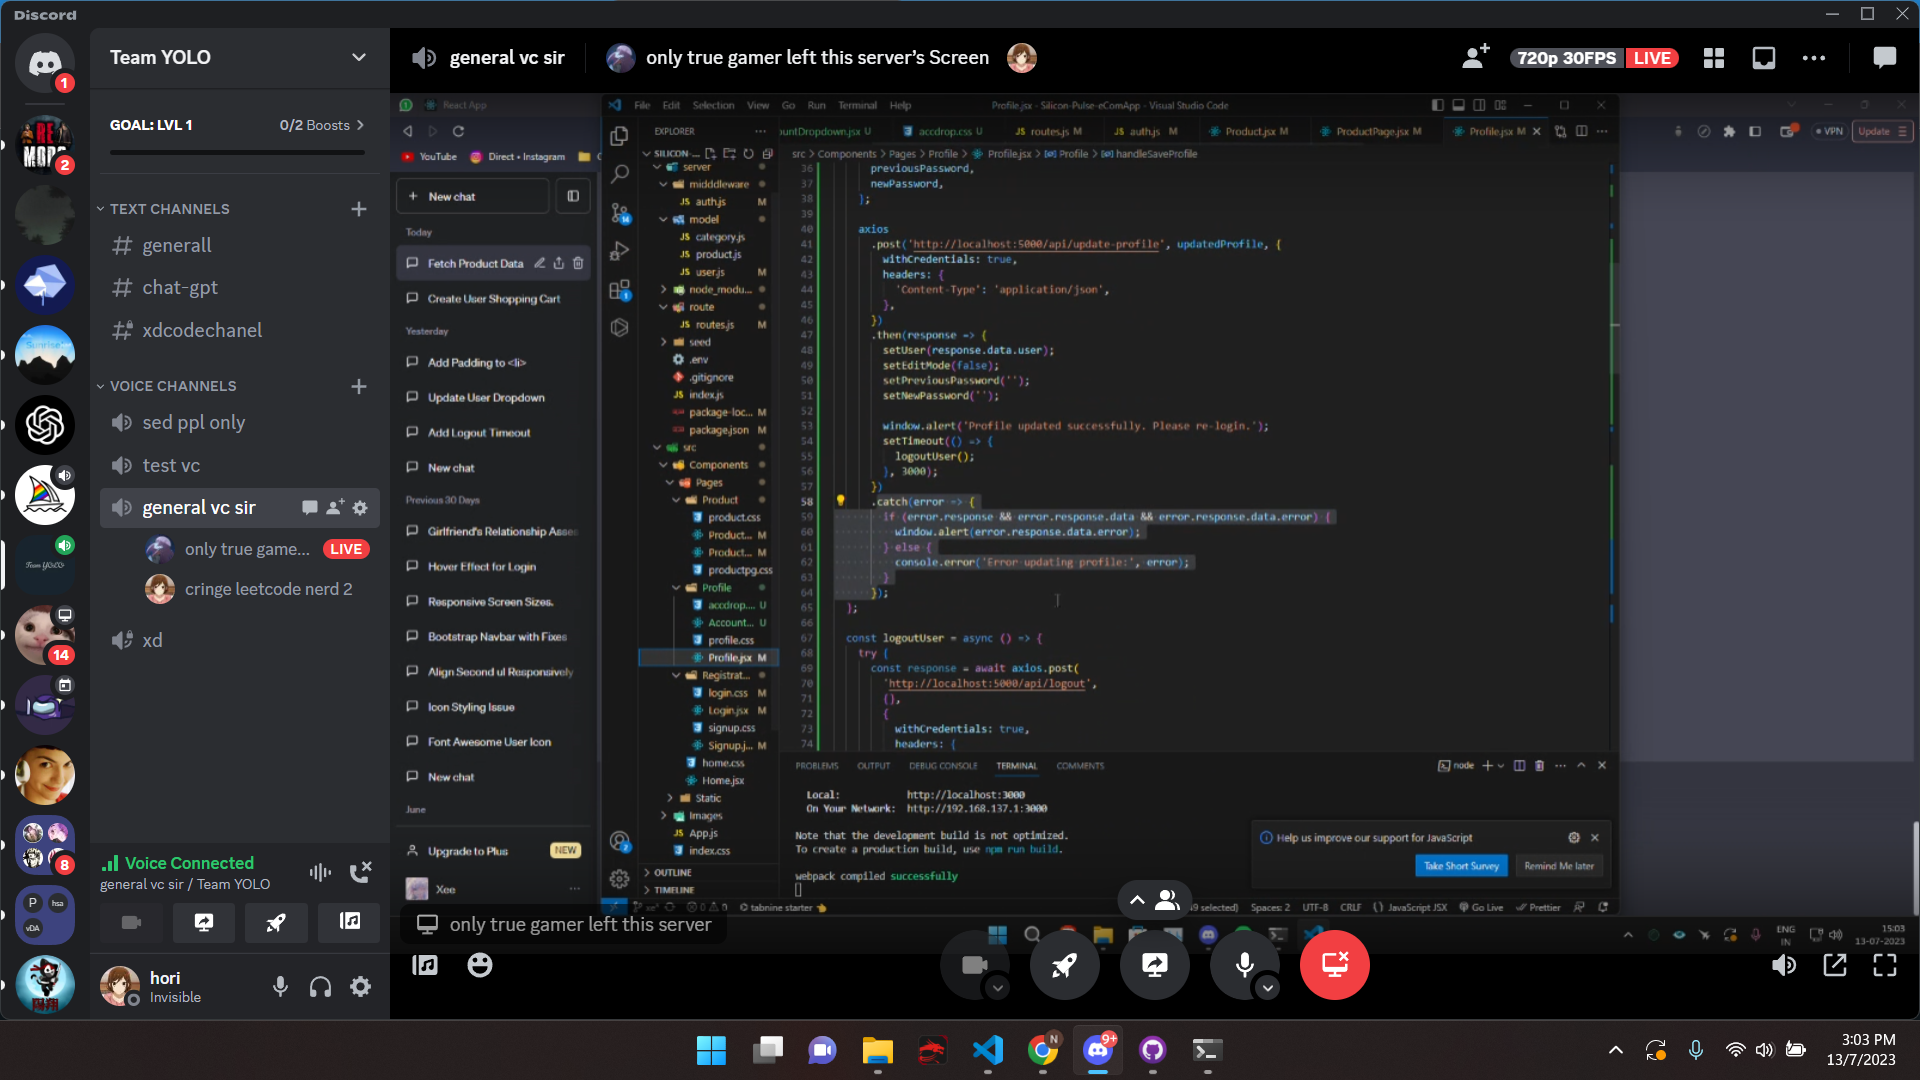 Discord
Team YOLO
GOAL: LVL 1
0/2 Boosts
TEXT CHANNELS
generall
chat-gpt
xdcodechanel
VOICE CHANNELS
sed ppl only
test vc
general vc sir
only true game...
LIVE
cringe leetcode nerd 2
xd
1
2
14
8
P
hsa
vDA
Voice Connected
general vc sir / Team YOLO
hori
Invisible
general vc sir
only true gamer left this server's Screen
720p 30FPS
LIVE
React App
YouTube
Direct • Instagram
New chat
Today
Fetch Product Data
Create User Shopping Cart
Yesterday
Add Padding to <li>
Update User Dropdown
Add Logout Timeout
New chat
Previous 30 Days
Girlfriend's Relationship Asses
Hover Effect for Login
Responsive Screen Sizes.
Bootstrap Navbar with Fixes
Align Second ul Responsively
Icon Styling Issue
Font Awesome User Icon
New chat
June
Upgrade to Plus
NEW
Xee
File Edit Selection View Go Run Terminal Help
Profile.jsx - Silicon-Pulse-eComApp - Visual Studio Code
EXPLORER
SILICON-...
server
midddleware
auth.js M
model
category.js
product.js
user.js M
node_modu...
route
routes.js M
seed
.env
.gitignore
index.js
package-loc... M
package.json M
src
Components
Pages
Product
product.css
Product... M
Product... M
productpg.css
Profile
accdrop.... U
Account... U
profile.css
Profile.jsx M
Registrat...
login.css M
Login.jsx M
signup.css
Signup.j... M
home.css
Home.jsx
Static
Images
App.js
index.css
OUTLINE
TIMELINE
untDropdown.jsx U
accdrop.css U
routes.js M
auth.js M
Product.jsx M
ProductPage.jsx M
Profile.jsx M
src > Components > Pages > Profile > Profile.jsx > Profile > handleSaveProfile
36 previousPassword,
37 newPassword,
38 };
39
40 axios
41 .post('http://localhost:5000/api/update-profile', updatedProfile, {
42 withCredentials: true,
43 headers: {
44 'Content-Type': 'application/json',
45 },
46 })
47 .then(response => {
48 setUser(response.data.user);
49 setEditMode(false);
50 setPreviousPassword('');
51 setNewPassword('');
52
53 window.alert('Profile updated successfully. Please re-login.');
54 setTimeout(() => {
55 logoutUser();
56 }, 3000);
57 })
58 .catch(error => {
59 if (error.response && error.response.data && error.response.data.error) {
60 window.alert(error.response.data.error);
61 } else {
62 console.error('Error updating profile:', error);
63 }
64 });
65 };
66
67 const logoutUser = async () => {
68 try {
69 const response = await axios.post(
70 'http://localhost:5000/api/logout',
71 {},
72 {
73 withCredentials: true,
74 headers: {
PROBLEMS OUTPUT DEBUG CONSOLE TERMINAL COMMENTS
node
Local: http://localhost:3000
On Your Network: http://192.168.137.1:3000
Note that the development build is not optimized.
To create a production build, use npm run build.
webpack compiled successfully
Help us improve our support for JavaScript
Take Short Survey
Remind Me later
tabnine starter
selected)
Spaces: 2
UTF-8
CRLF
JavaScript JSX
Go Live
Prettier
VPN
Update
ENG
IN
15:03
13-07-2023
only true gamer left this server
N
9+
3:03 PM
13/7/2023